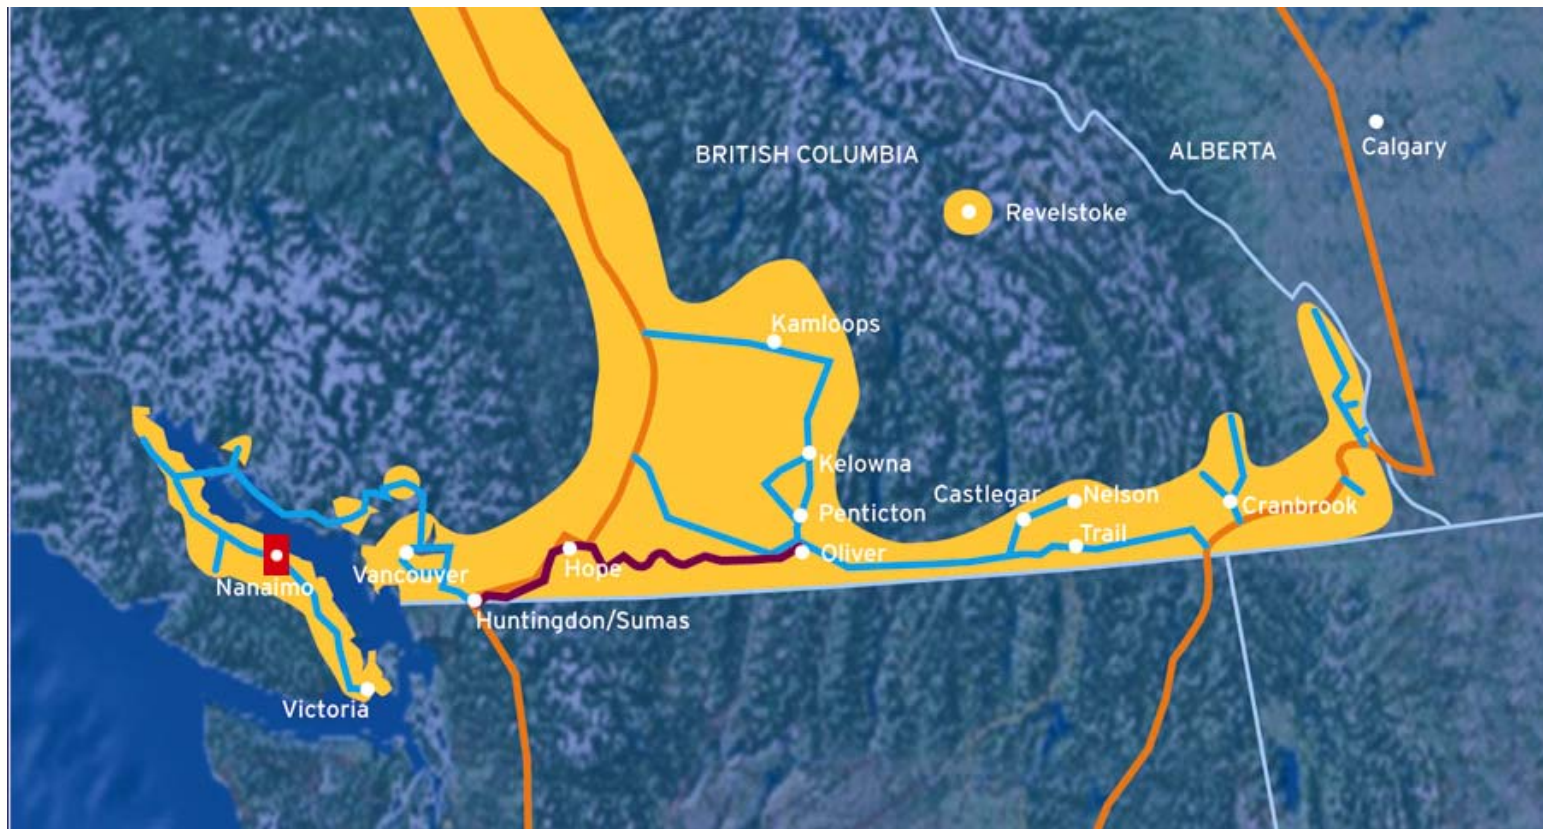 BRITISH COLUMBIA
ALBERTA
Calgary
Revelstoke
Kamloops
Kelowna
Castlegar
Nelson
Penticton
Cranbrook
Trail
Oliver
Hope
Vancouver
Nanaimo
Huntingdon/Sumas
Victoria